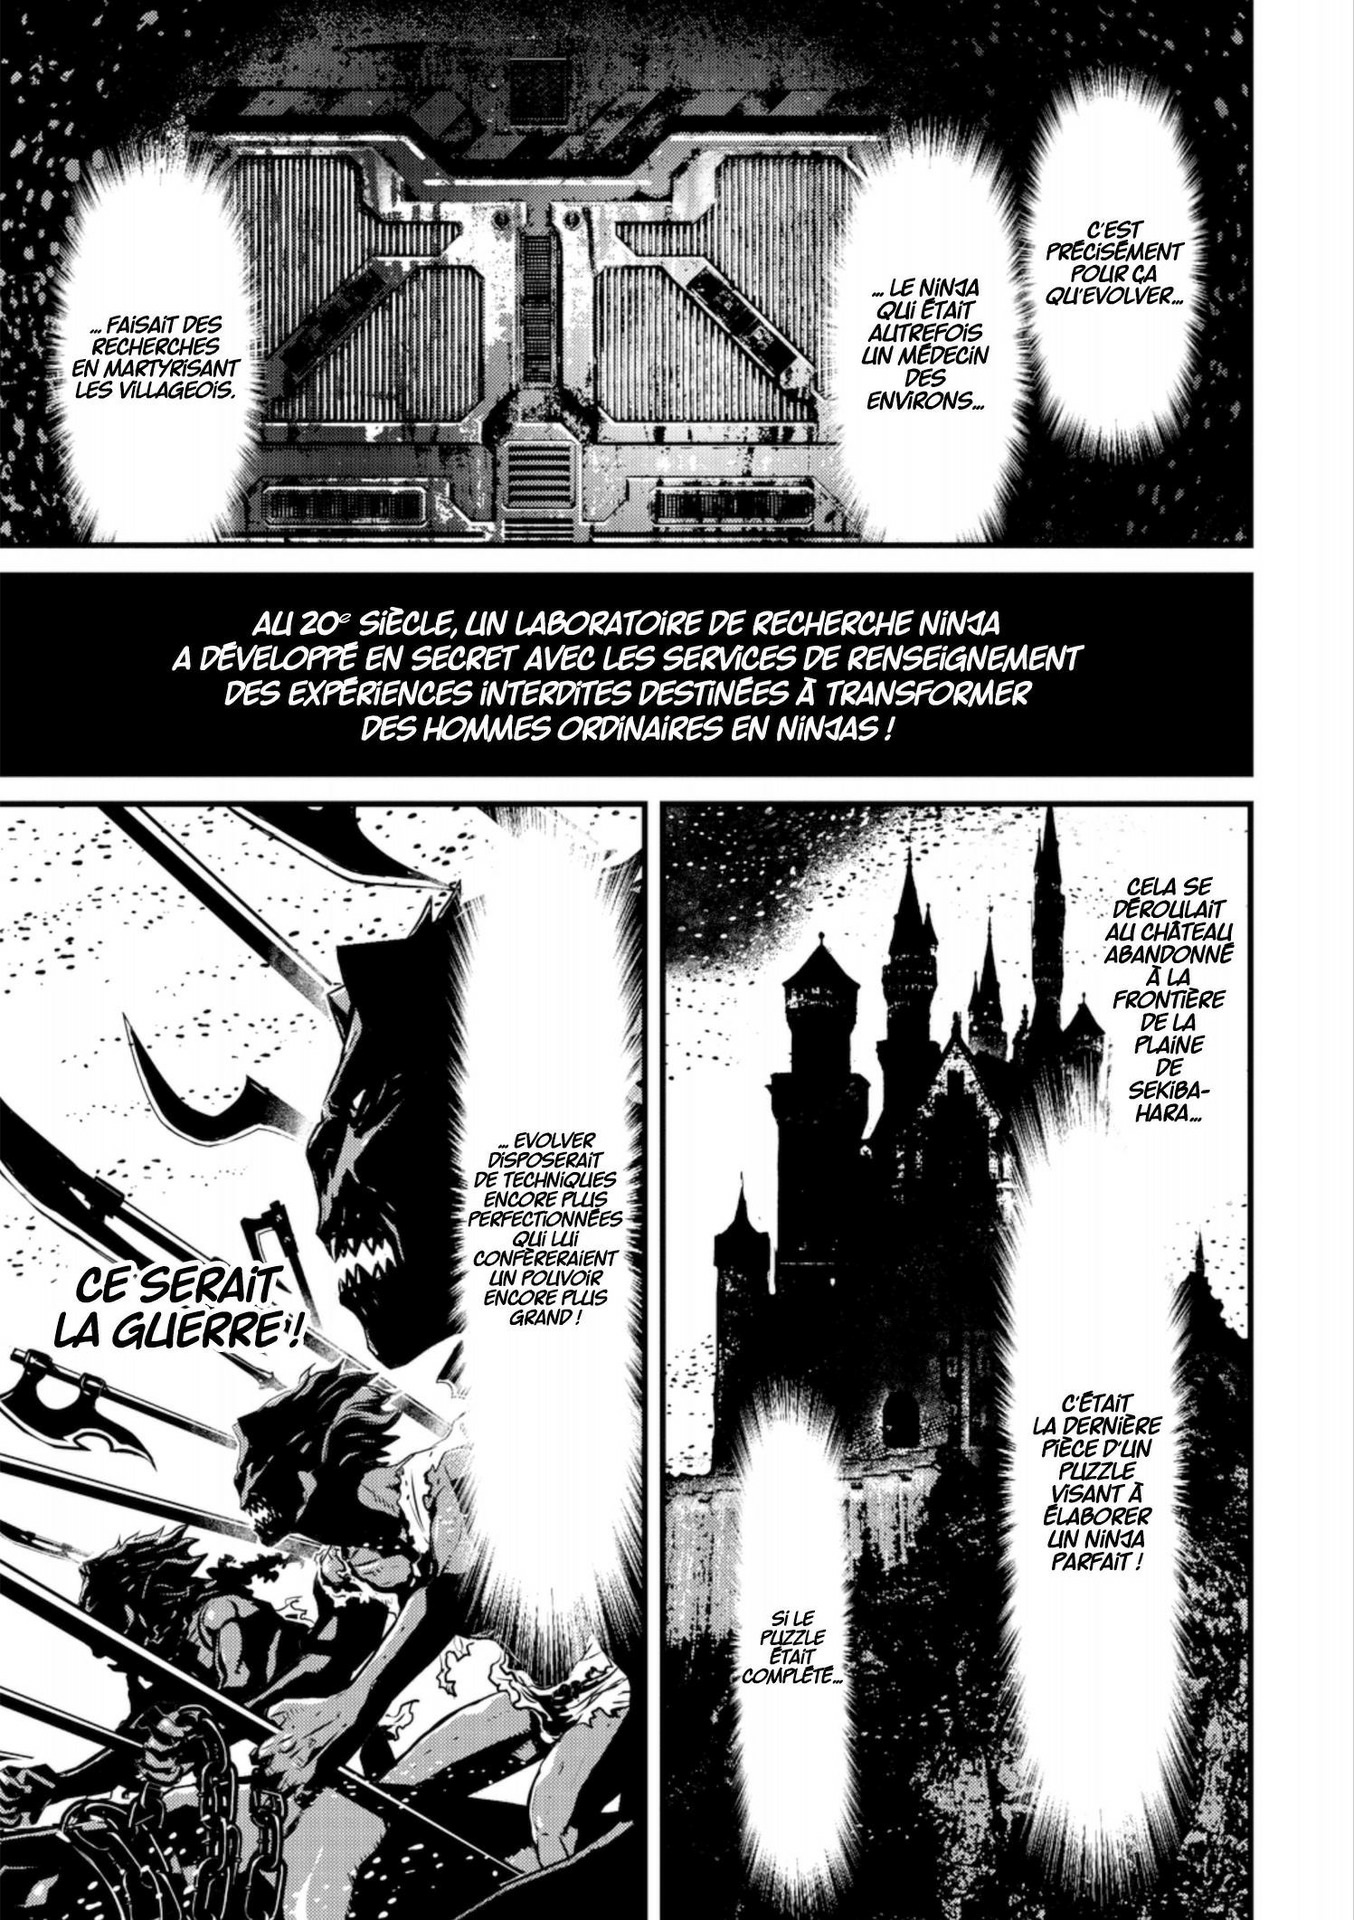 C'EST
PRÉCISÉMENT
POUR ÇA
QU'EVOLVER...
... LE NINJA
QUI ÉTAIT
AUTREFOIS
UN MÉDECIN
DES
ENVIRONS...
... FAISAIT DES
RECHERCHES
EN MARTYRISANT
LES VILLAGEOIS.
AU 20e SIÈCLE, UN LABORATOIRE DE RECHERCHE NINJA
A DÉVELOPPÉ EN SECRET AVEC LES SERVICES DE RENSEIGNEMENT
DES EXPÉRIENCES INTERDITES DESTINÉES À TRANSFORMER
DES HOMMES ORDINAIRES EN NINJAS !
CELA SE
DÉROULAIT
AU CHÂTEAU
ABANDONNÉ
À LA
FRONTIÈRE
DE LA
PLAINE
DE
SEKIBA-
HARA...
C'ÉTAIT
LA DERNIÈRE
PIÈCE D'UN
PUZZLE
VISANT À
ÉLABORER
UN NINJA
PARFAIT !
SI LE
PUZZLE
ÉTAIT
COMPLÉTÉ...
... EVOLVER
DISPOSERAIT
DE TECHNIQUES
ENCORE PLUS
PERFECTIONNÉES
QUI LUI
CONFÈRERAIENT
UN POUVOIR
ENCORE PLUS
GRAND !
CE SERAIT
LA GUERRE !